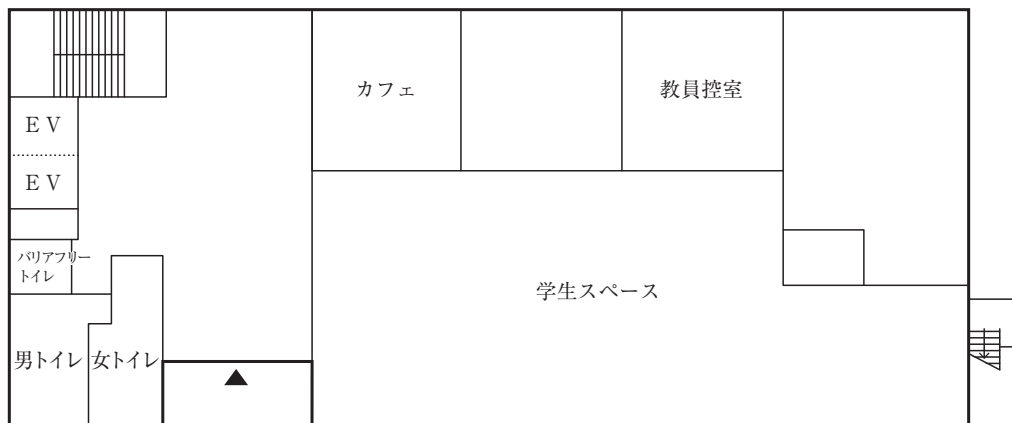 カフェ
教員控室
ＥＶ
ＥＶ
バリアフリー
トイレ
学生スペース
男トイレ
女トイレ